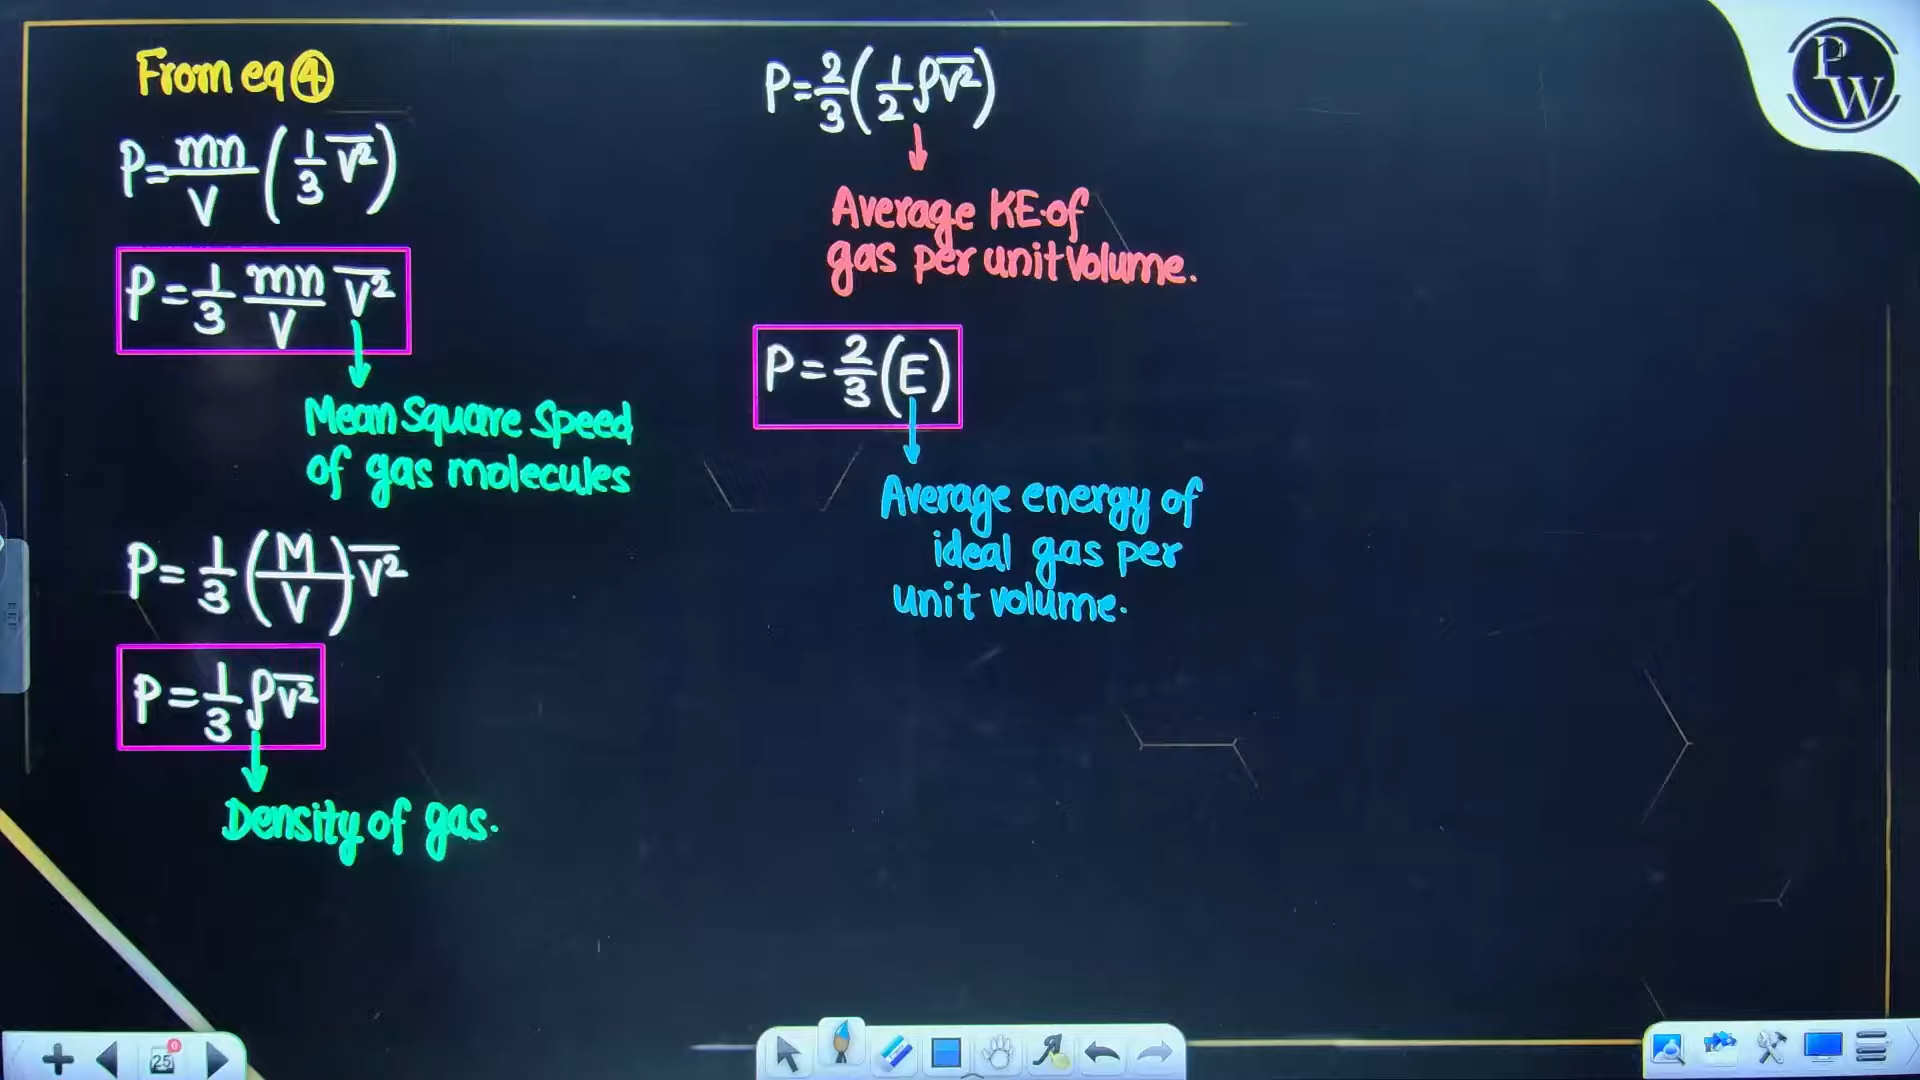 From eq ④
P = mn/V (1/3 v̅²)
P = 1/3 mn/V v̅²
Mean Square Speed
of gas molecules
P = 1/3 (M/V) v̅²
P = 1/3 ρv̅²
Density of gas.
P = 2/3 (1/2 ρv̅²)
Average KE of
gas per unit Volume.
P = 2/3 (E)
Average energy of
ideal gas per
unit volume.
PW
25
0